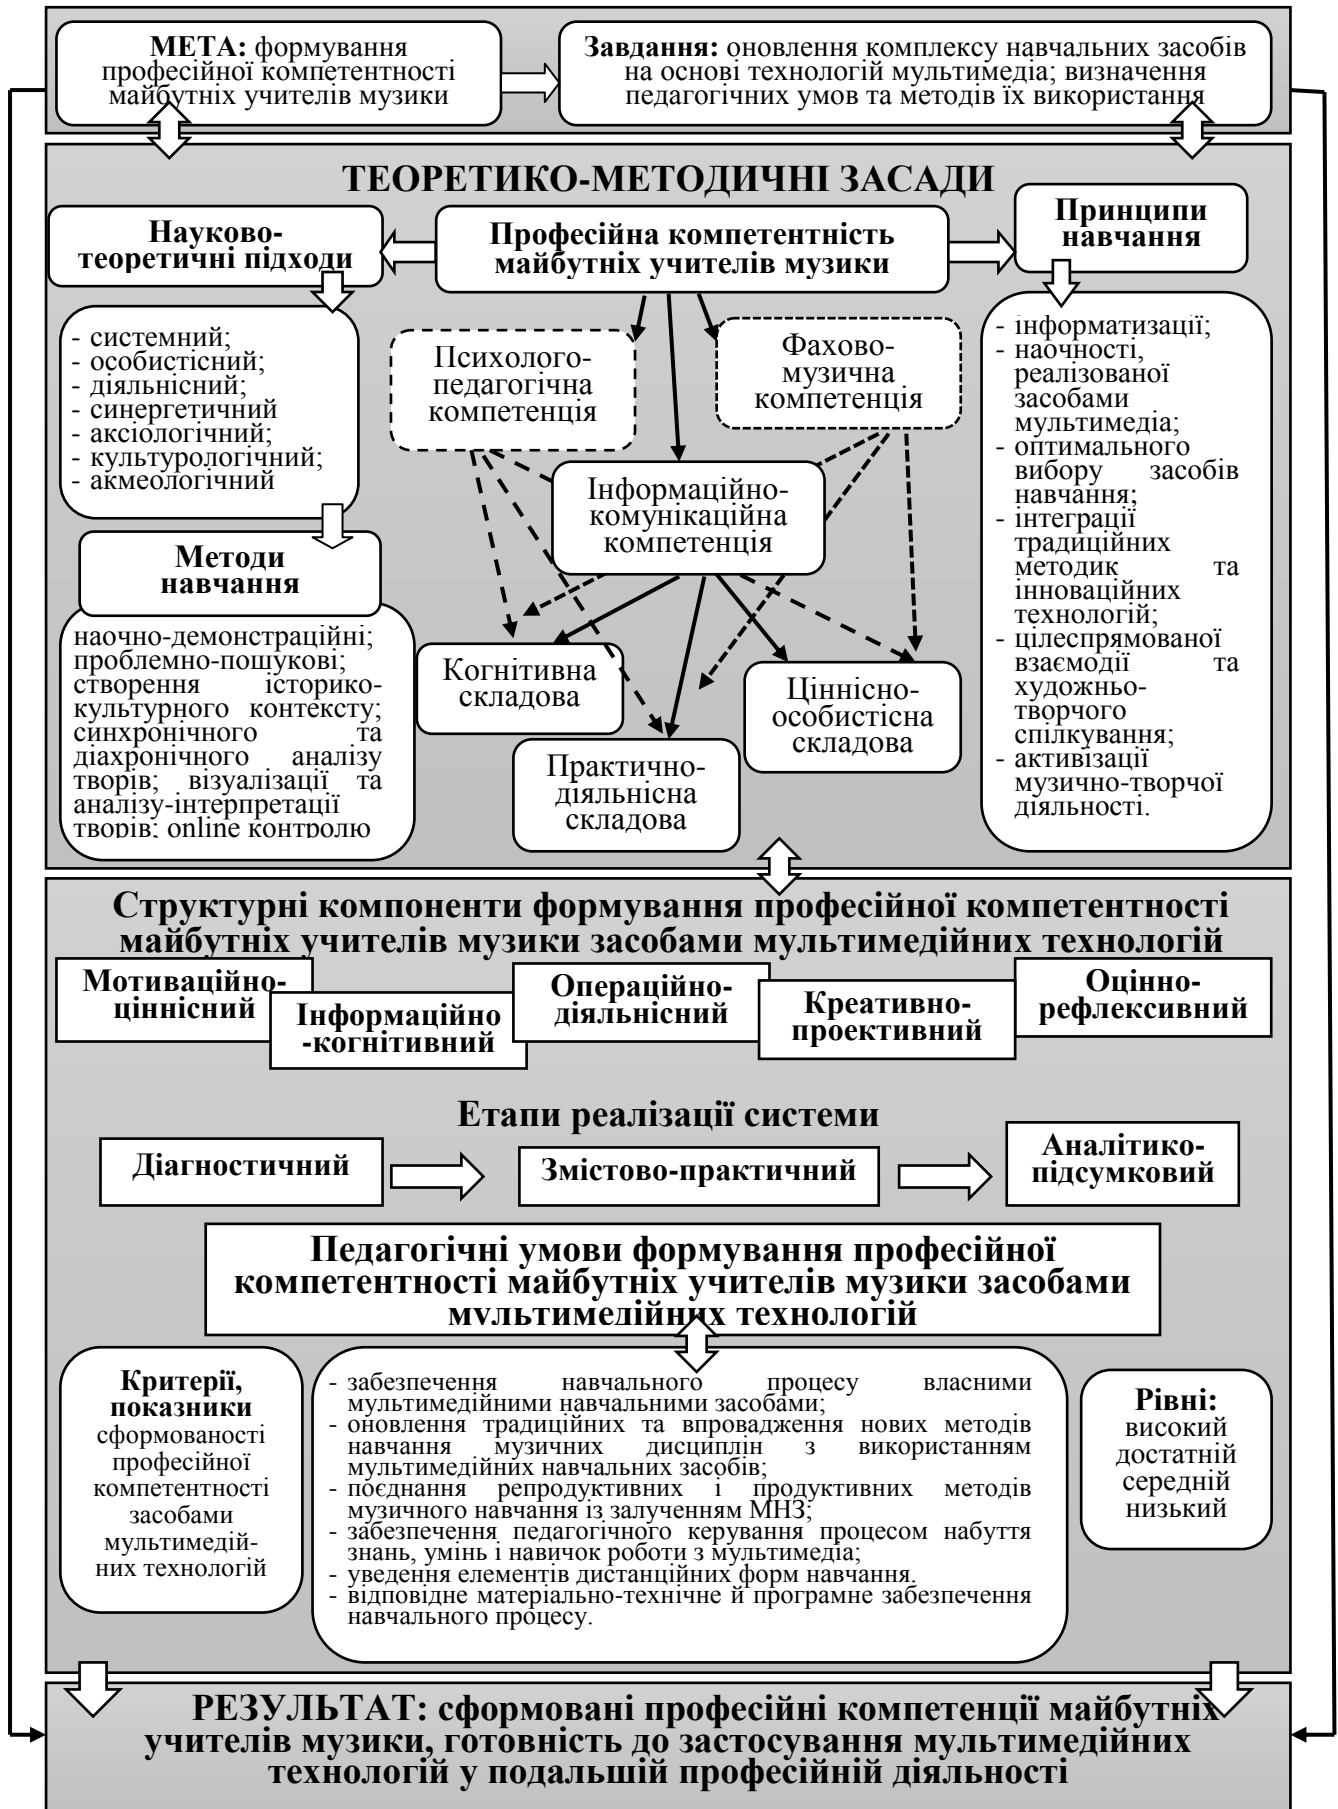 МЕТА: формування
професійної компетентності
майбутніх учителів музики
Завдання: оновлення комплексу навчальних засобів
на основі технологій мультимедіа; визначення
педагогічних умов та методів їх використання
ТЕОРЕТИКО-МЕТОДИЧНІ ЗАСАДИ
Науково-
теоретичні підходи
Професійна компетентність
майбутніх учителів музики
Принципи
навчання
- системний;
- особистісний;
- діяльнісний;
- синергетичний
- аксіологічний;
- культурологічний;
- акмеологічний
Методи
навчання
наочно-демонстраційні;
проблемно-пошукові;
створення історико-
культурного контексту;
синхронічного та
діахронічного аналізу
творів; візуалізації та
аналізу-інтерпретації
творів; online контролю
Психолого-
педагогічна
компетенція
Фахово-
музична
компетенція
Інформаційно-
комунікаційна
компетенція
Когнітивна
складова
Практично-
діяльнісна
складова
Ціннісно-
особистісна
складова
- інформатизації;
- наочності,
реалізованої
засобами
мультимедіа;
- оптимального
вибору засобів
навчання;
- інтеграції
традиційних
методик та
інноваційних
технологій;
- цілеспрямованої
взаємодії та
художньо-
творчого
спілкування;
- активізації
музично-творчої
діяльності.
Структурні компоненти формування професійної компетентності
майбутніх учителів музики засобами мультимедійних технологій
Мотиваційно-
ціннісний
Інформаційно
-когнітивний
Операційно-
діяльнісний
Креативно-
проективний
Оцінно-
рефлексивний
Етапи реалізації системи
Діагностичний
Змістово-практичний
Аналітико-
підсумковий
Педагогічні умови формування професійної
компетентності майбутніх учителів музики засобами
мультимедійних технологій
Критерії,
показники
сформованості
професійної
компетентності
засобами
мультимедій-
них технологій
- забезпечення навчального процесу власними
мультимедійними навчальними засобами;
- оновлення традиційних та впровадження нових методів
навчання музичних дисциплін з використанням
мультимедійних навчальних засобів;
- поєднання репродуктивних і продуктивних методів
музичного навчання із залученням МНЗ;
- забезпечення педагогічного керування процесом набуття
знань, умінь і навичок роботи з мультимедіа;
- уведення елементів дистанційних форм навчання.
- відповідне матеріально-технічне й програмне забезпечення
навчального процесу.
Рівні:
високий
достатній
середній
низький
РЕЗУЛЬТАТ: сформовані професійні компетенції майбутніх
учителів музики, готовність до застосування мультимедійних
технологій у подальшій професійній діяльності